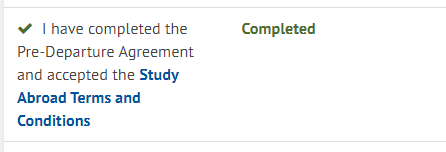 ✔ I have completed the Completed
Pre-Departure Agreement
and accepted the Study
Abroad Terms and
Conditions